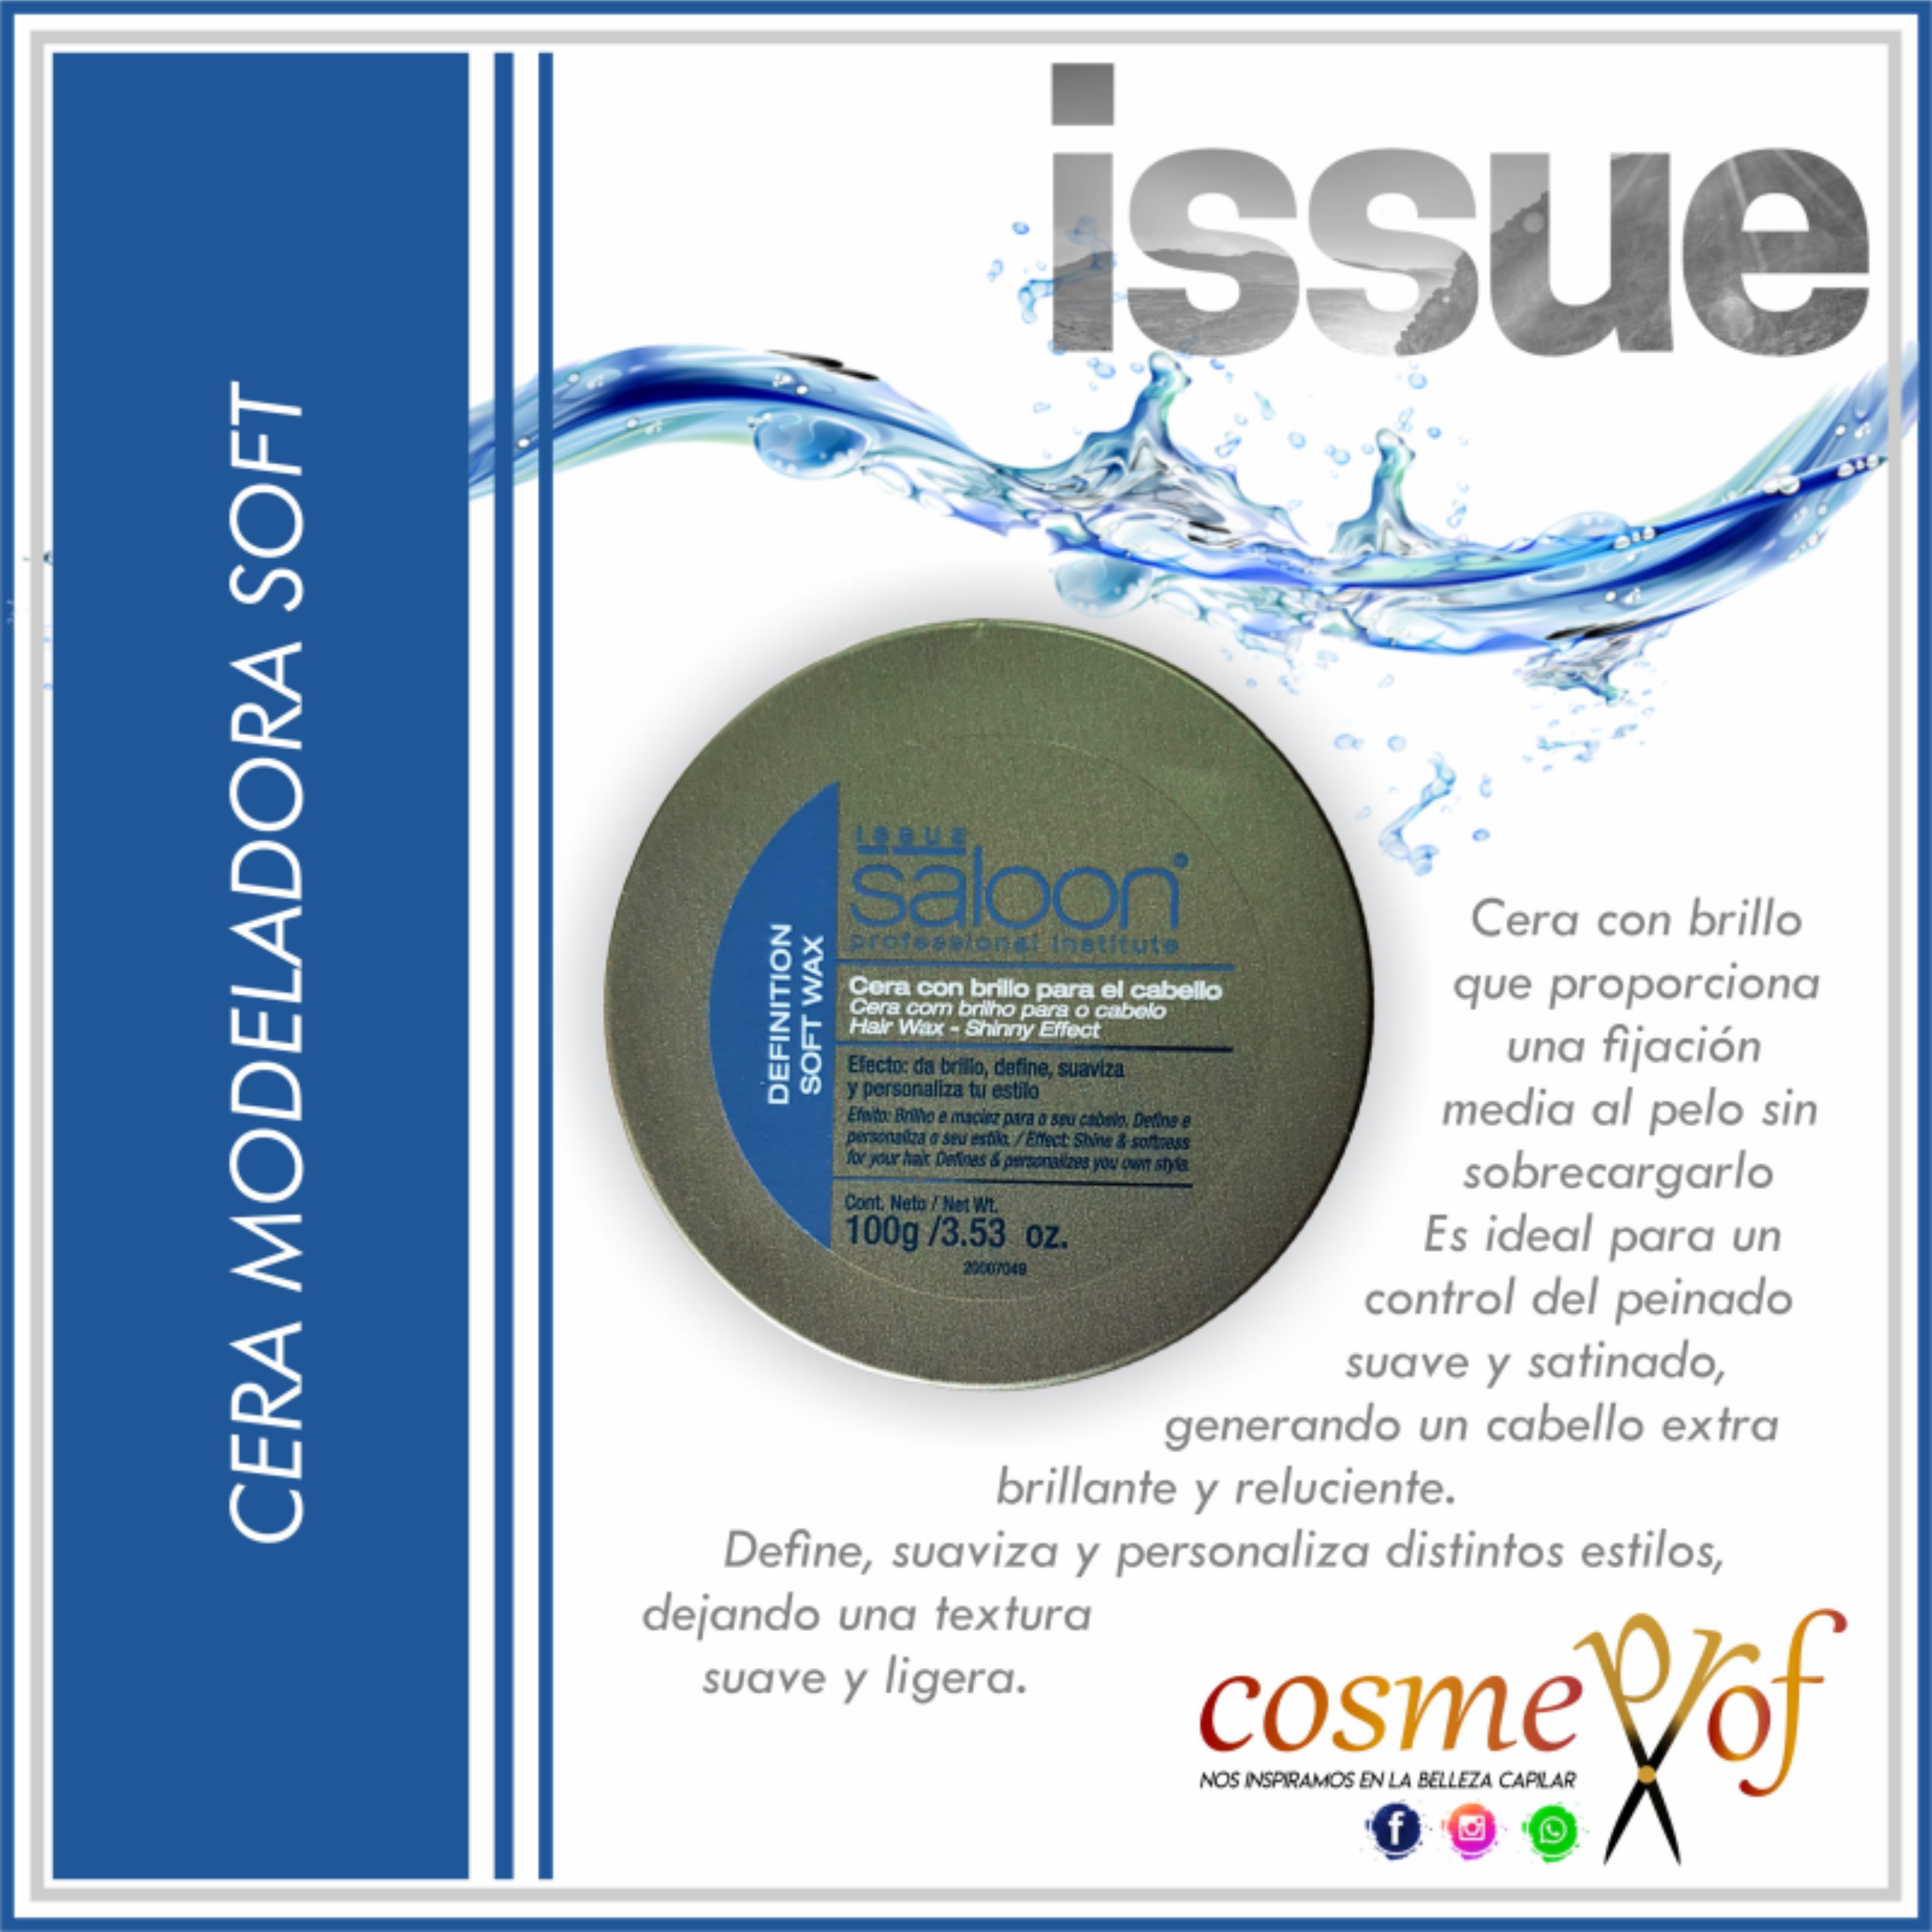 CERA MODELADORA SOFT
issue
ISSUE
saloon®
professional institute
DEFINITION
SOFT WAX
Cera con brillo para el cabello
Cera com brilho para o cabelo
Hair Wax - Shinny Effect
Efecto: da brillo, define, suaviza
y personaliza tu estilo
Efeito: Brilho e maciez para o seu cabelo. Define e
personaliza o seu estilo. / Effect: Shine & softness
for your hair. Defines & personalizes you own style.
Cont. Neto / Net Wt.
100g /3.53 oz.
20007049
Cera con brillo
que proporciona
una fijación
media al pelo sin
sobrecargarlo
Es ideal para un
control del peinado
suave y satinado,
generando un cabello extra
brillante y reluciente.
Define, suaviza y personaliza distintos estilos,
dejando una textura
suave y ligera.
cosmeprof
NOS INSPIRAMOS EN LA BELLEZA CAPILAR